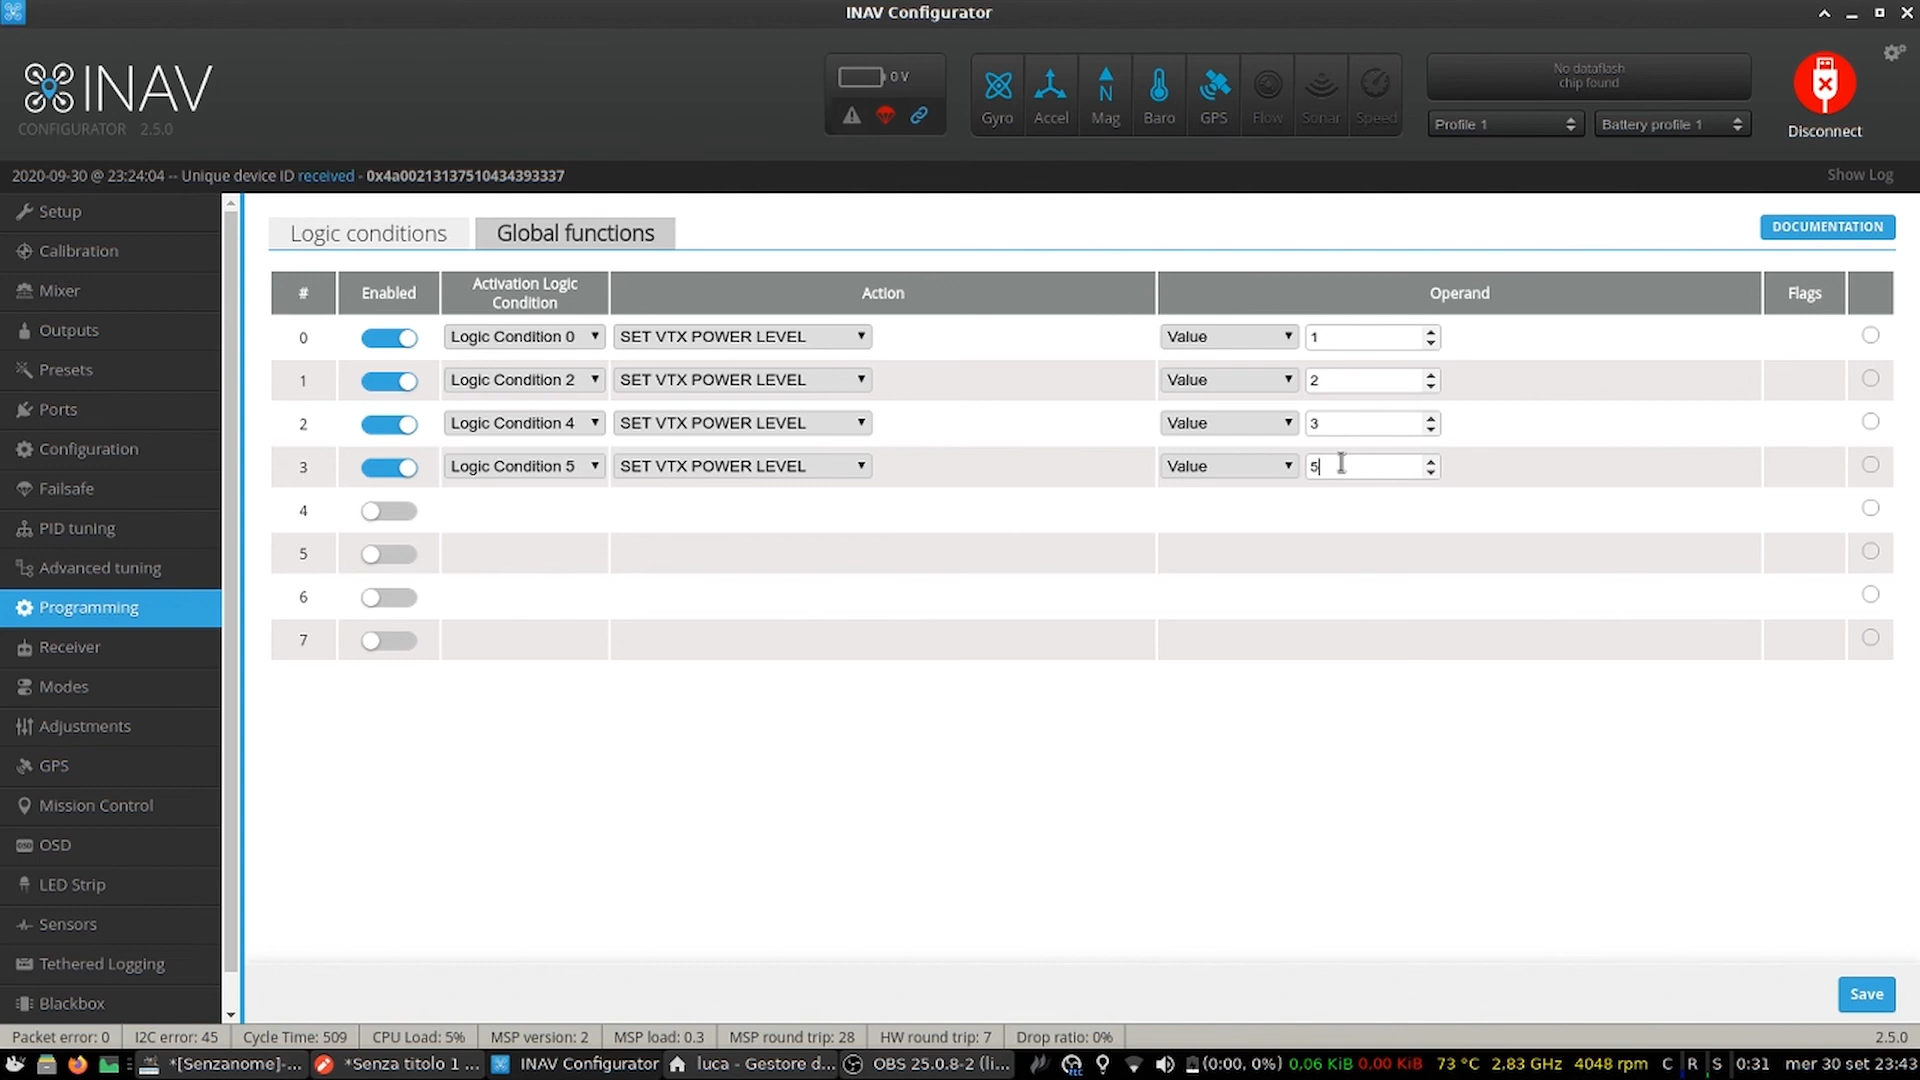 INAV Configurator
INAV
CONFIGURATOR 2.5.0
0 V
Gyro Accel Mag Baro GPS Flow Sonar Speed
N
No dataflash
chip found
Profile 1
Battery profile 1
Disconnect
2020-09-30 @ 23:24:04 -- Unique device ID received - 0x4a00213137510434393337
Show Log
Setup
Calibration
Mixer
Outputs
Presets
Ports
Configuration
Failsafe
PID tuning
Advanced tuning
Programming
Receiver
Modes
Adjustments
GPS
Mission Control
OSD
LED Strip
Sensors
Tethered Logging
Blackbox
Logic conditions Global functions
DOCUMENTATION
# Enabled Activation Logic Condition Action Operand Flags
0 Logic Condition 0 SET VTX POWER LEVEL Value 1
1 Logic Condition 2 SET VTX POWER LEVEL Value 2
2 Logic Condition 4 SET VTX POWER LEVEL Value 3
3 Logic Condition 5 SET VTX POWER LEVEL Value 5
4
5
6
7
Save
Packet error: 0 I2C error: 45 Cycle Time: 509 CPU Load: 5% MSP version: 2 MSP load: 0.3 MSP round trip: 28 HW round trip: 7 Drop ratio: 0% 2.5.0
*[Senzanome]-... *Senza titolo 1 ... INAV Configurator luca - Gestore d... OBS 25.0.8-2 (li... (0:00, 0%) 0,06 KiB 0,00 KiB 73 °C 2,83 GHz 4048 rpm C R S 0:31 mer 30 set 23:43